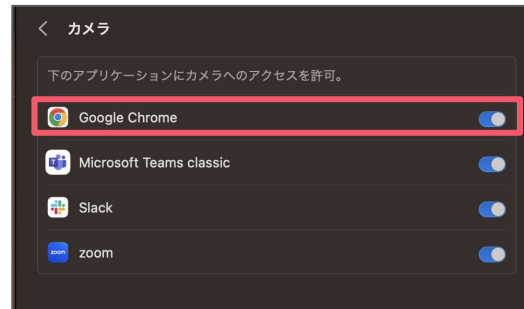 カメラ
下のアプリケーションにカメラへのアクセスを許可。
Google Chrome
Microsoft Teams classic
Slack
zoom zoom